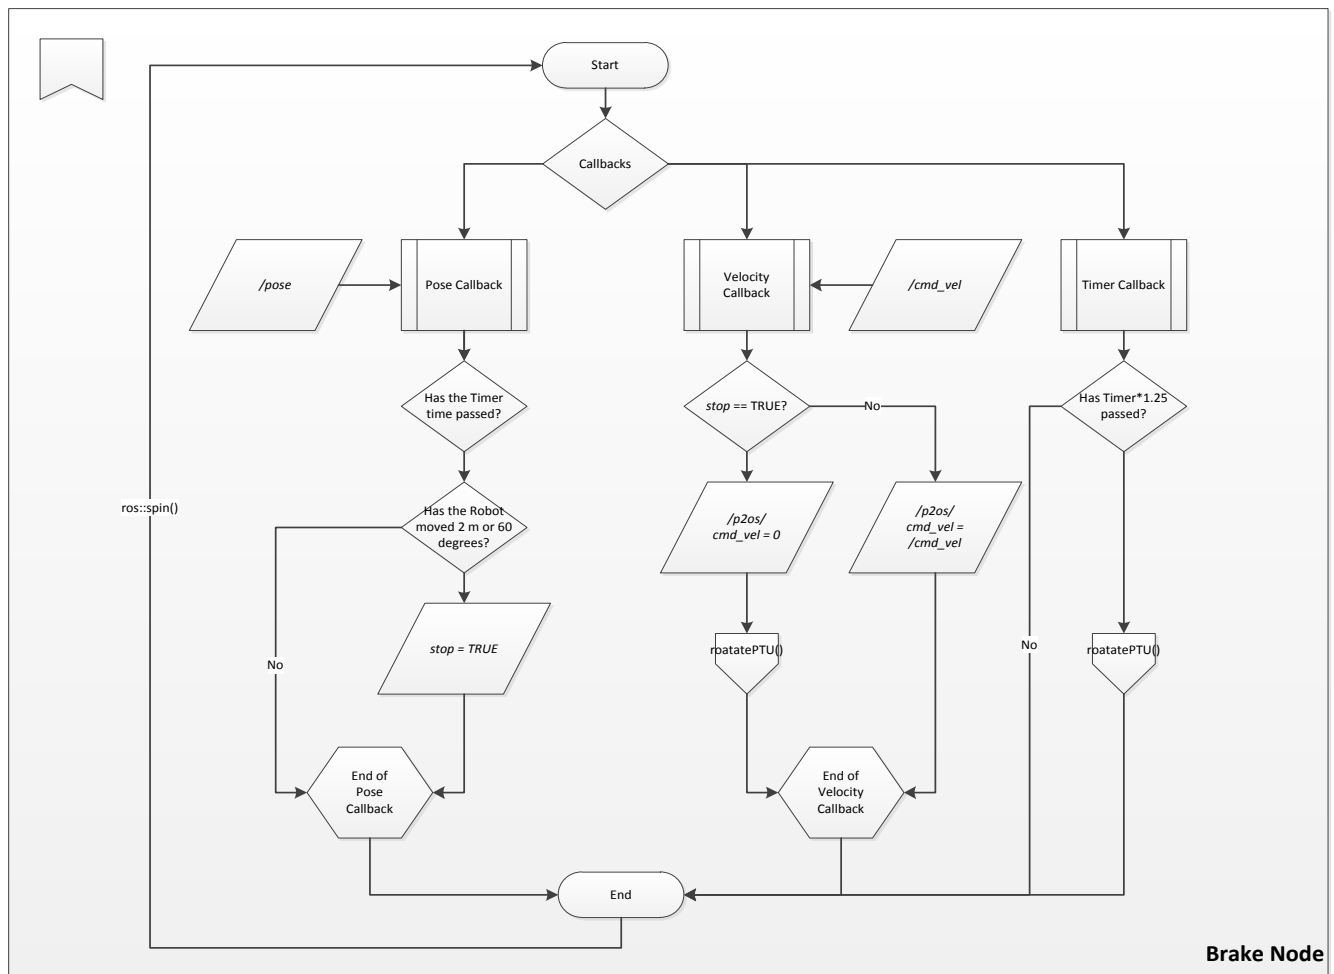 Start
Callbacks
/pose
Pose Callback
Velocity
Callback
/cmd_vel
Timer Callback
Has the Timer
time passed?
stop == TRUE?
No
Has Timer*1.25
passed?
ros::spin()
Has the Robot
moved 2 m or 60
degrees?
/p2os/
cmd_vel = 0
/p2os/
cmd_vel =
/cmd_vel
stop = TRUE
No
roatatePTU()
No
roatatePTU()
End of
Pose
Callback
End of
Velocity
Callback
End
Brake Node